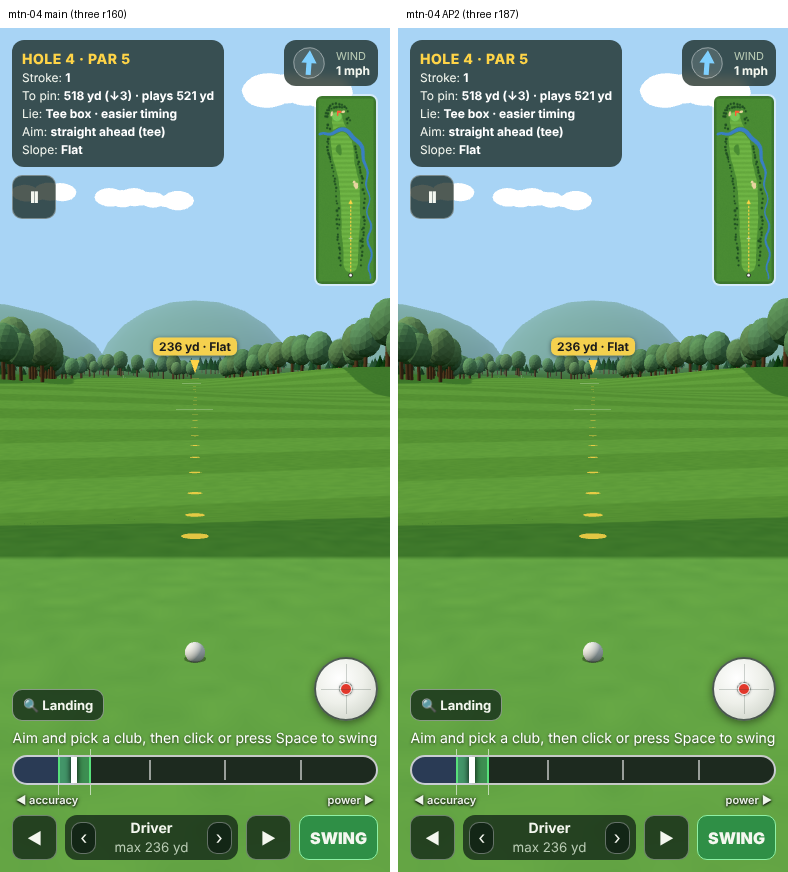 mtn-04 main (three r160)
HOLE 4 · PAR 5
Stroke: 1
To pin: 518 yd (↓3) · plays 521 yd
Lie: Tee box · easier timing
Aim: straight ahead (tee)
Slope: Flat
WIND
1 mph
236 yd · Flat
🔍 Landing
Aim and pick a club, then click or press Space to swing
◀ accuracy
power ▶
◀
‹
Driver
max 236 yd
›
▶
SWING
mtn-04 AP2 (three r187)
HOLE 4 · PAR 5
Stroke: 1
To pin: 518 yd (↓3) · plays 521 yd
Lie: Tee box · easier timing
Aim: straight ahead (tee)
Slope: Flat
WIND
1 mph
236 yd · Flat
🔍 Landing
Aim and pick a club, then click or press Space to swing
◀ accuracy
power ▶
◀
‹
Driver
max 236 yd
›
▶
SWING